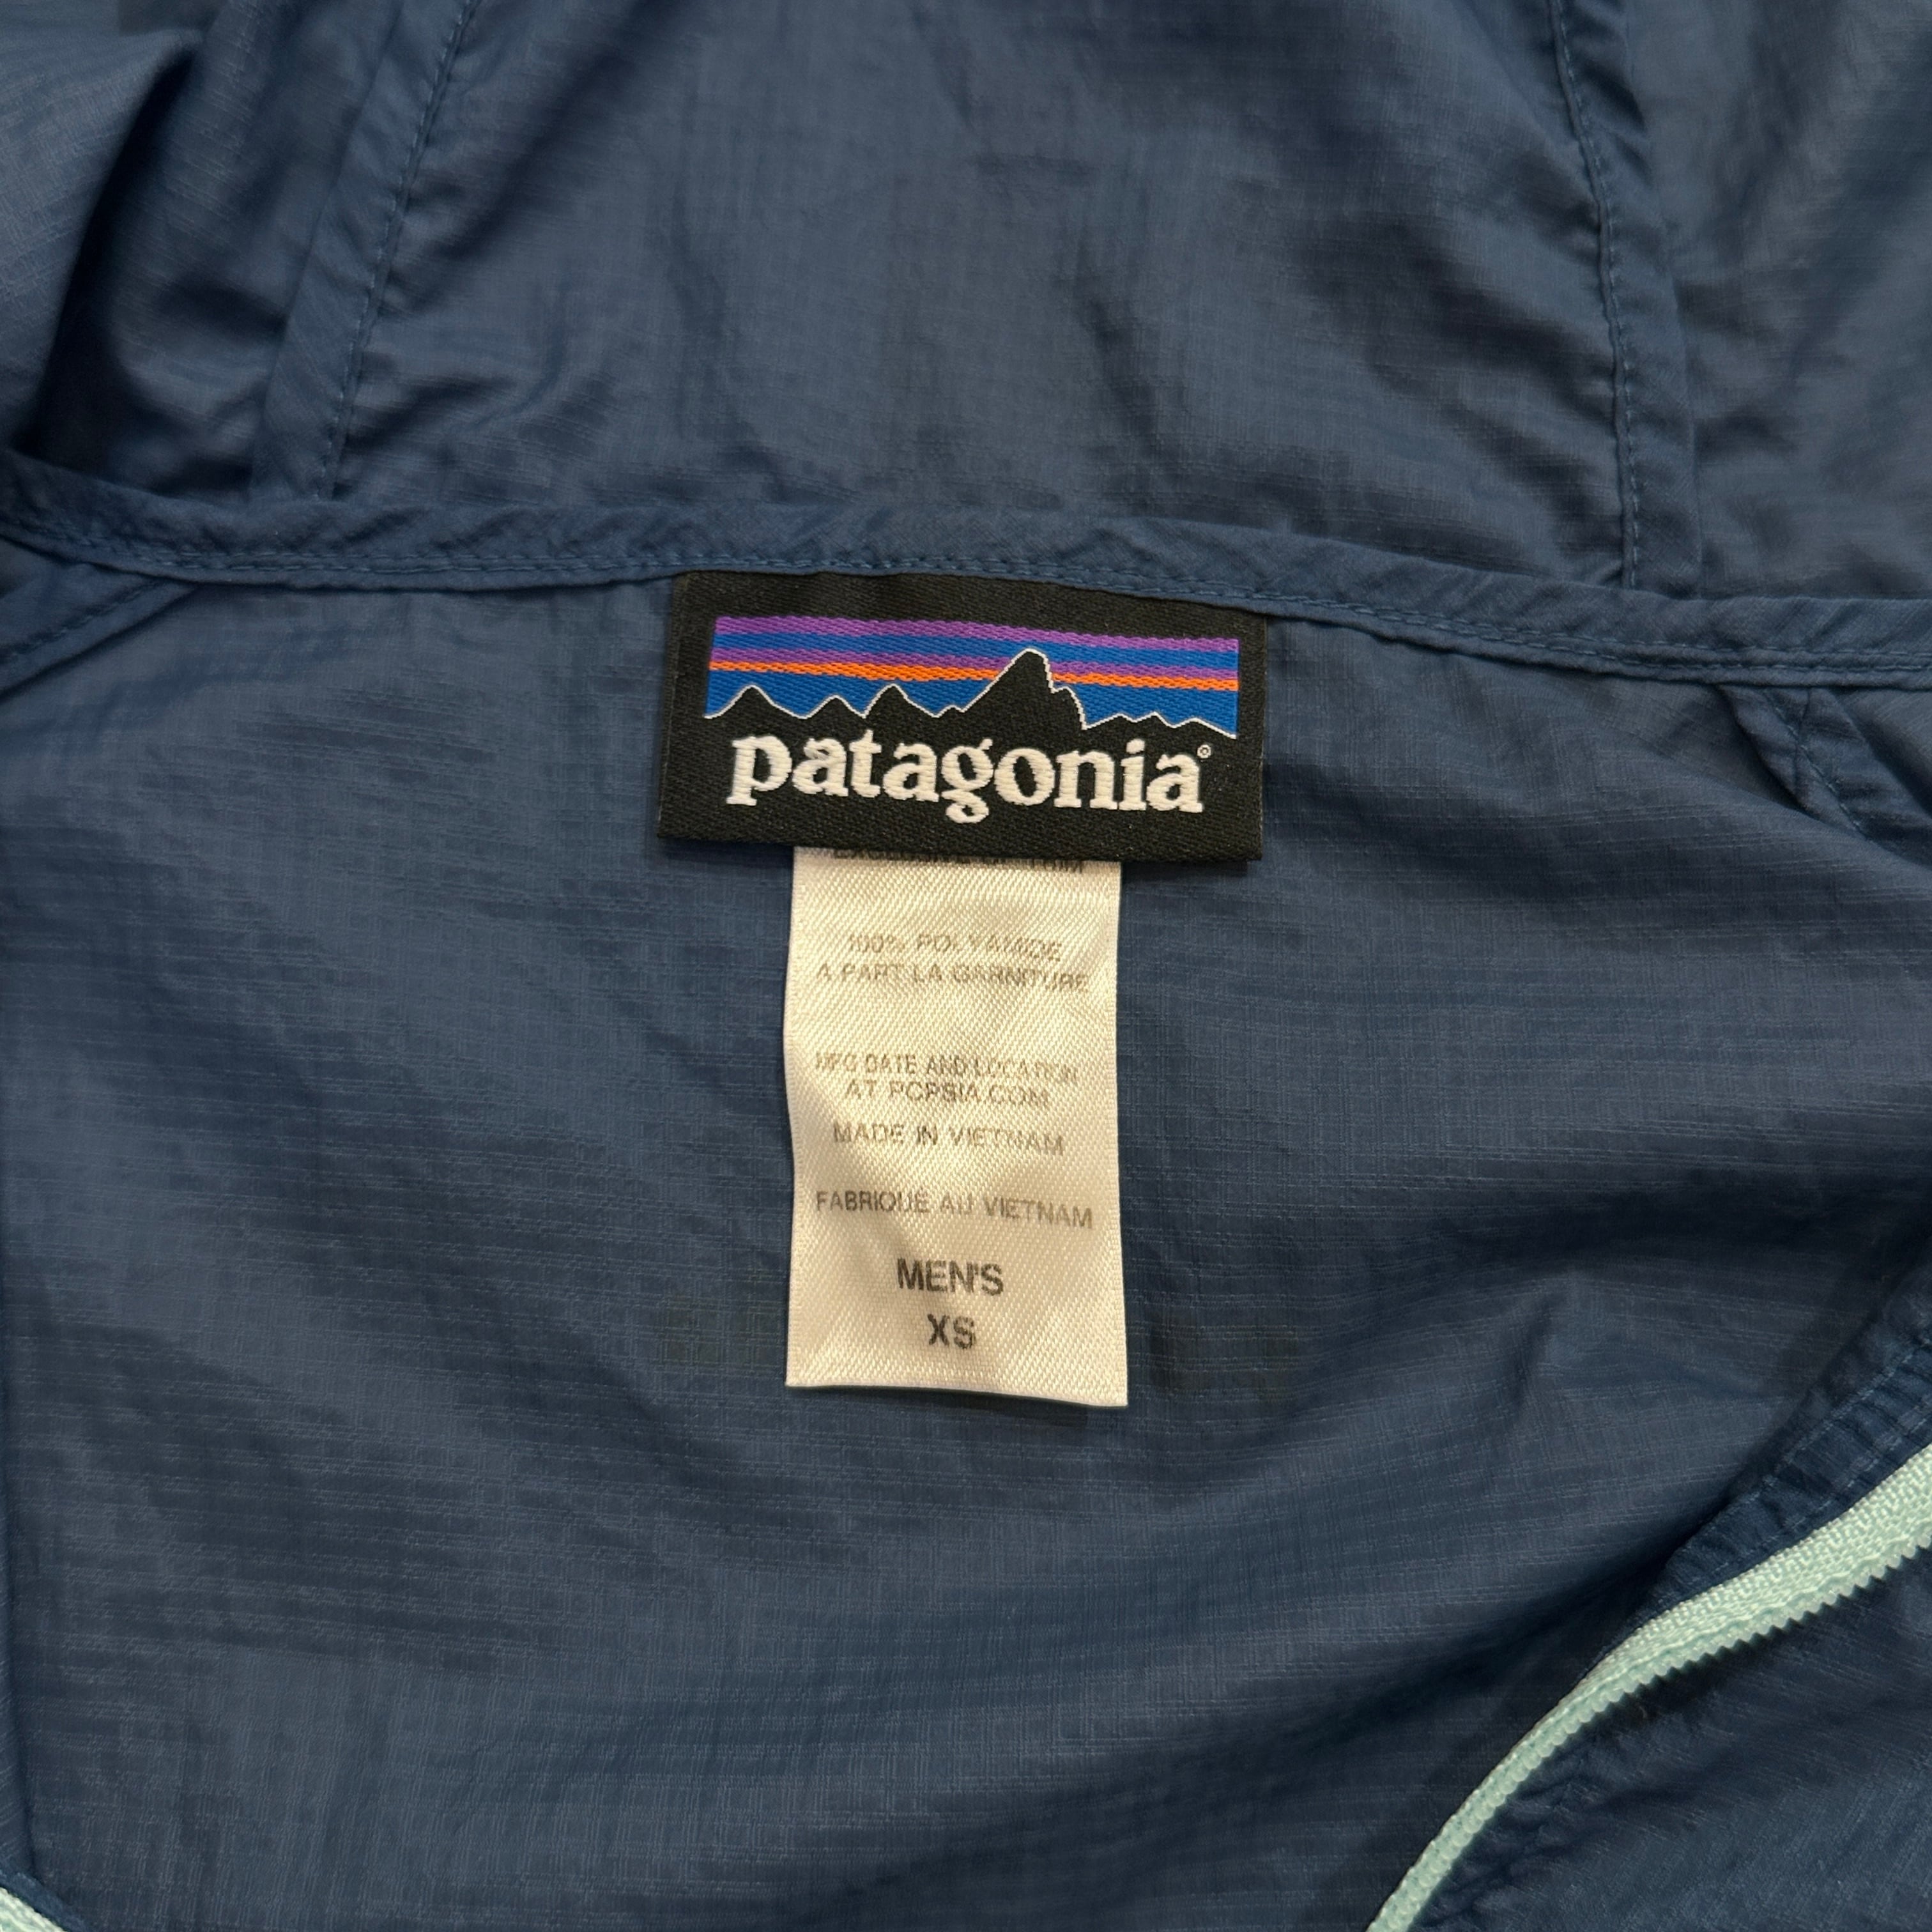 patagonia®
100% POLYAMIDE
A PART LA GARNITURE
MFG DATE AND LOCATION
AT PCPSIA.COM
MADE IN VIETNAM
FABRIQUÉ AU VIETNAM
MEN'S
XS